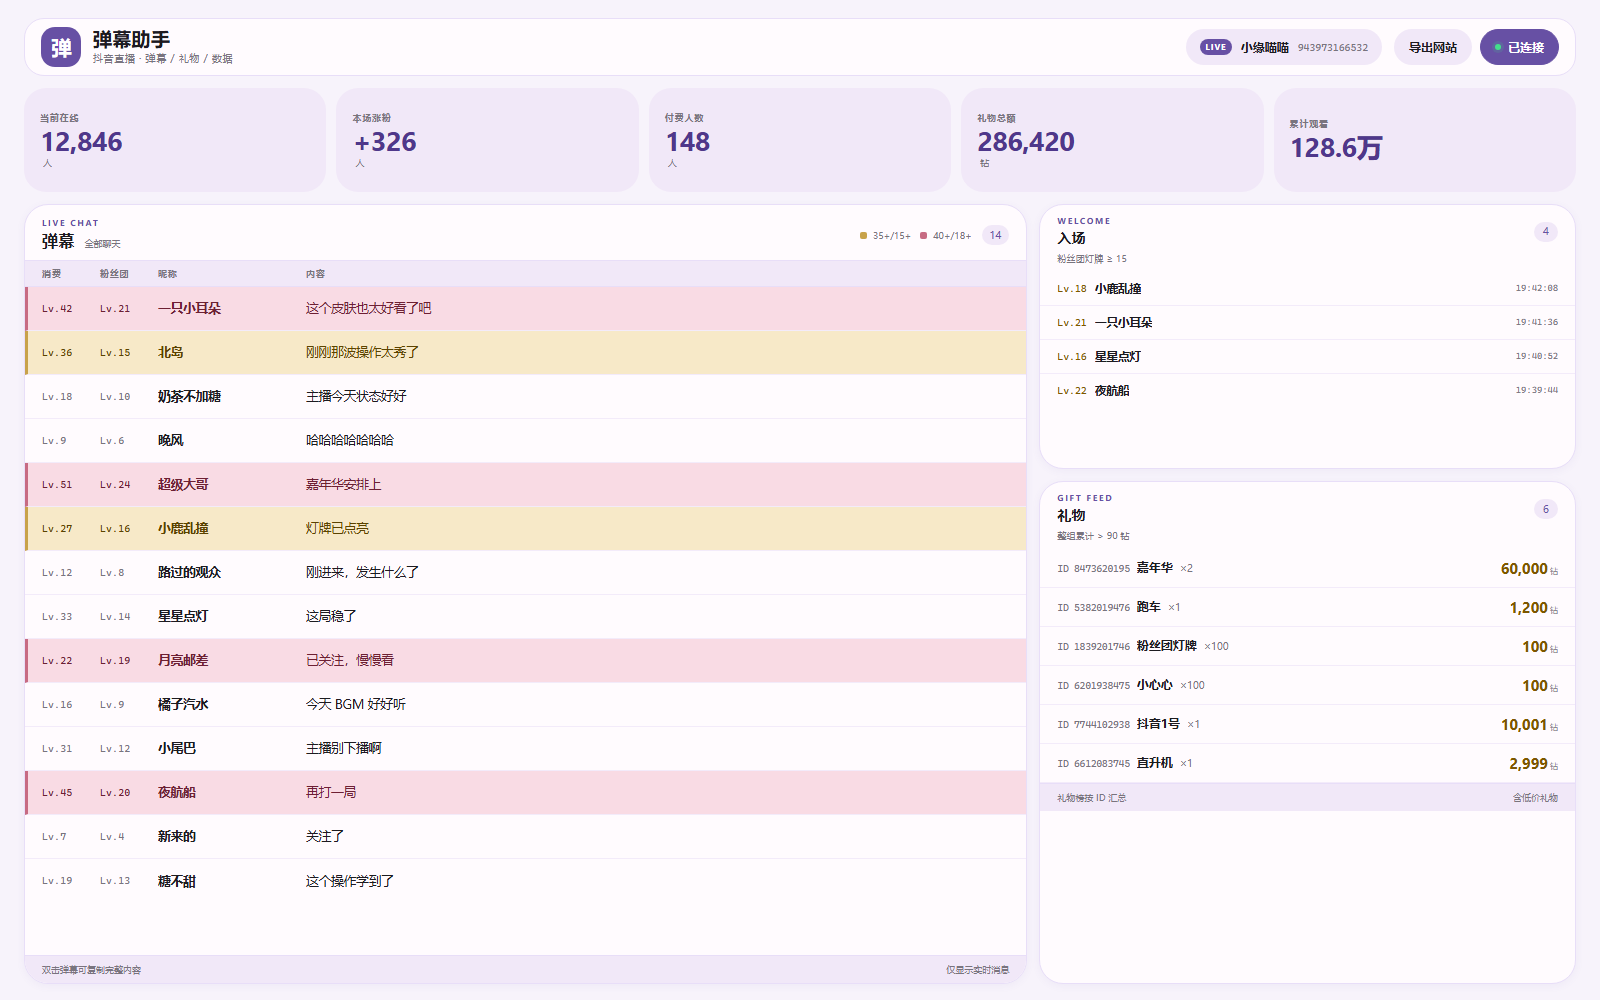 弹
弹幕助手
抖音直播 · 弹幕 / 礼物 / 数据
LIVE 小缘喵喵 943973166532
导出网站
已连接
当前在线
12,846
人
本场涨粉
+326
人
付费人数
148
人
礼物总额
286,420
钻
累计观看
128.6万
LIVE CHAT
弹幕 全部聊天
35+/15+ 40+/18+ 14
消费 粉丝团 昵称 内容
Lv.42 Lv.21 一只小耳朵 这个皮肤也太好看了吧
Lv.36 Lv.15 北岛 刚刚那波操作太秀了
Lv.18 Lv.10 奶茶不加糖 主播今天状态好好
Lv.9 Lv.6 晚风 哈哈哈哈哈哈哈
Lv.51 Lv.24 超级大哥 嘉年华安排上
Lv.27 Lv.16 小鹿乱撞 灯牌已点亮
Lv.12 Lv.8 路过的观众 刚进来，发生什么了
Lv.33 Lv.14 星星点灯 这局稳了
Lv.22 Lv.19 月亮邮差 已关注，慢慢看
Lv.16 Lv.9 橘子汽水 今天 BGM 好好听
Lv.31 Lv.12 小尾巴 主播别下播啊
Lv.45 Lv.20 夜航船 再打一局
Lv.7 Lv.4 新来的 关注了
Lv.19 Lv.13 糖不甜 这个操作学到了
双击弹幕可复制完整内容 仅显示实时消息
WELCOME
入场 4
粉丝团灯牌 ≥ 15
Lv.18 小鹿乱撞 19:42:08
Lv.21 一只小耳朵 19:41:36
Lv.16 星星点灯 19:40:52
Lv.22 夜航船 19:39:44
GIFT FEED
礼物 6
整组累计 > 90 钻
ID 8473620195 嘉年华 ×2 60,000 钻
ID 5382019476 跑车 ×1 1,200 钻
ID 1839201746 粉丝团灯牌 ×100 100 钻
ID 6201938475 小心心 ×100 100 钻
ID 7744102938 抖音1号 ×1 10,001 钻
ID 6612083745 直升机 ×1 2,999 钻
礼物榜按 ID 汇总 含低价礼物